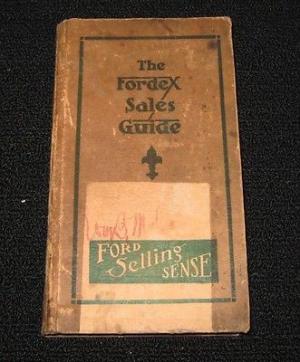 The
Fordex
Sales
Guide
FORD
Selling
SENSE